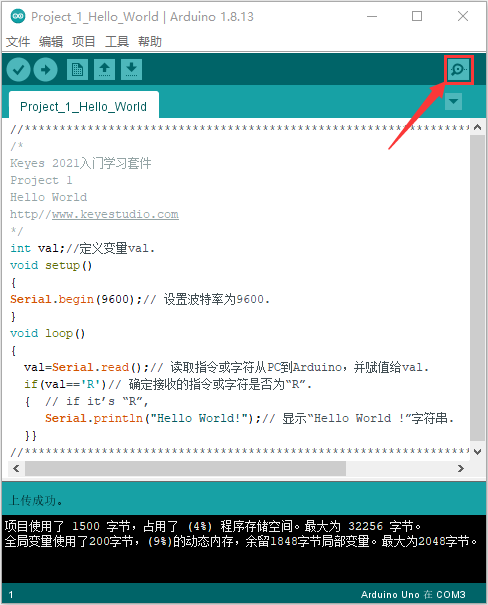 Project_1_Hello_World | Arduino 1.8.13
文件 编辑 项目 工具 帮助
Project_1_Hello_World
//***************************************************************
/*
Keyes 2021入门学习套件
Project 1
Hello World
http//www.keyestudio.com
*/
int val;//定义变量val.
void setup()
{
Serial.begin(9600);// 设置波特率为9600.
}
void loop()
{
val=Serial.read();// 读取指令或字符从PC到Arduino，并赋值给val.
if(val=='R')// 确定接收的指令或字符是否为“R”.
{ // if it’s “R”,
Serial.println("Hello World!");// 显示“Hello World !”字符串.
}}
//***************************************************************
上传成功。
项目使用了 1500 字节，占用了 (4%) 程序存储空间。最大为 32256 字节。
全局变量使用了200字节，(9%)的动态内存，余留1848字节局部变量。最大为2048字节。
1
Arduino Uno 在 COM3